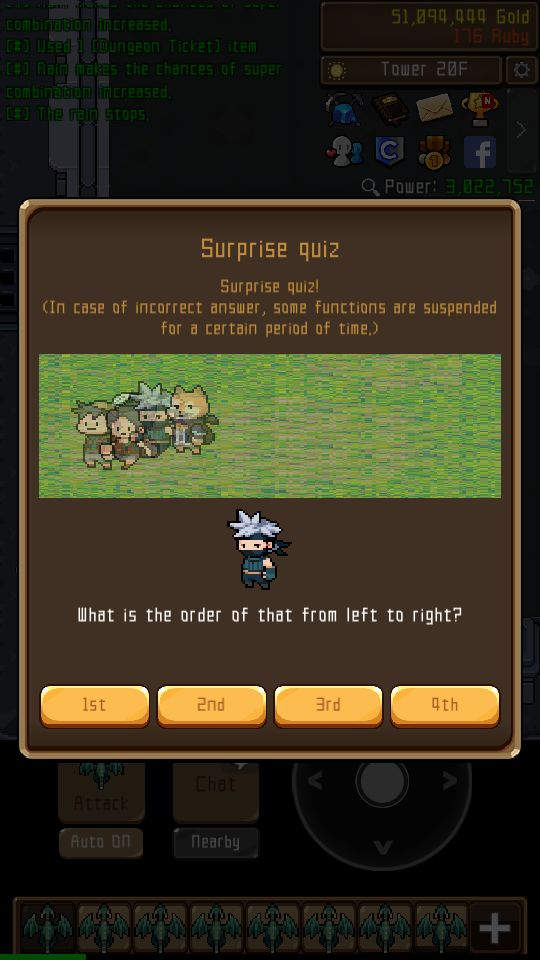 combination increased.
[#] Used 1 [Dungeon Ticket] item
[#] Rain makes the chances of super
combination increased.
[#] The rain stops.
51,094,444 Gold
176 Ruby
Tower 20F
N
C
f
Power: 3,022,752
Surprise quiz
Surprise quiz!
(In case of incorrect answer, some functions are suspended
for a certain period of time.)
What is the order of that from left to right?
1st
2nd
3rd
4th
Attack
Chat
Auto ON
Nearby